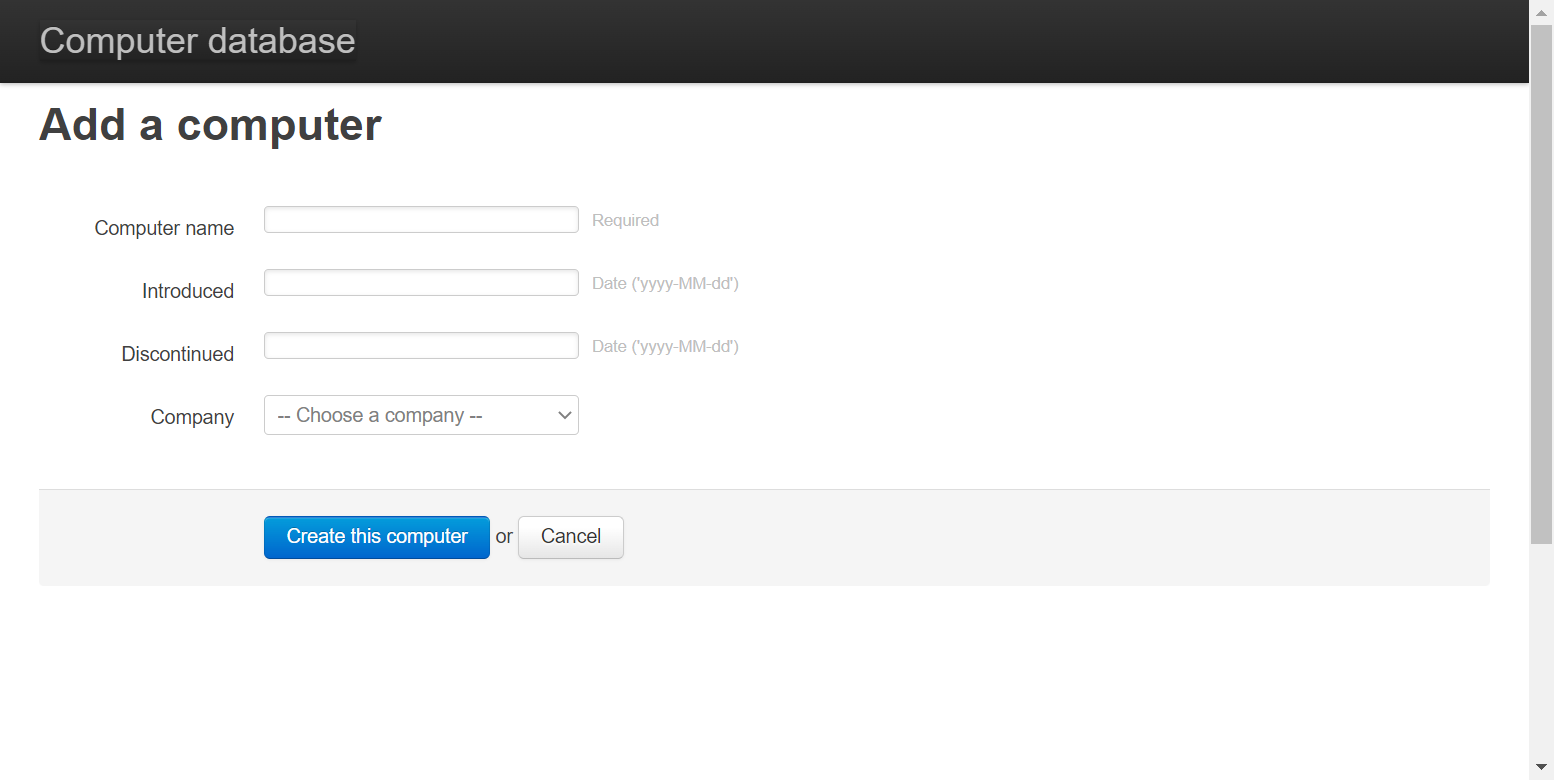 Computer database
Add a computer
Computer name Required
Introduced Date ('yyyy-MM-dd')
Discontinued Date ('yyyy-MM-dd')
Company -- Choose a company --
Create this computer or Cancel